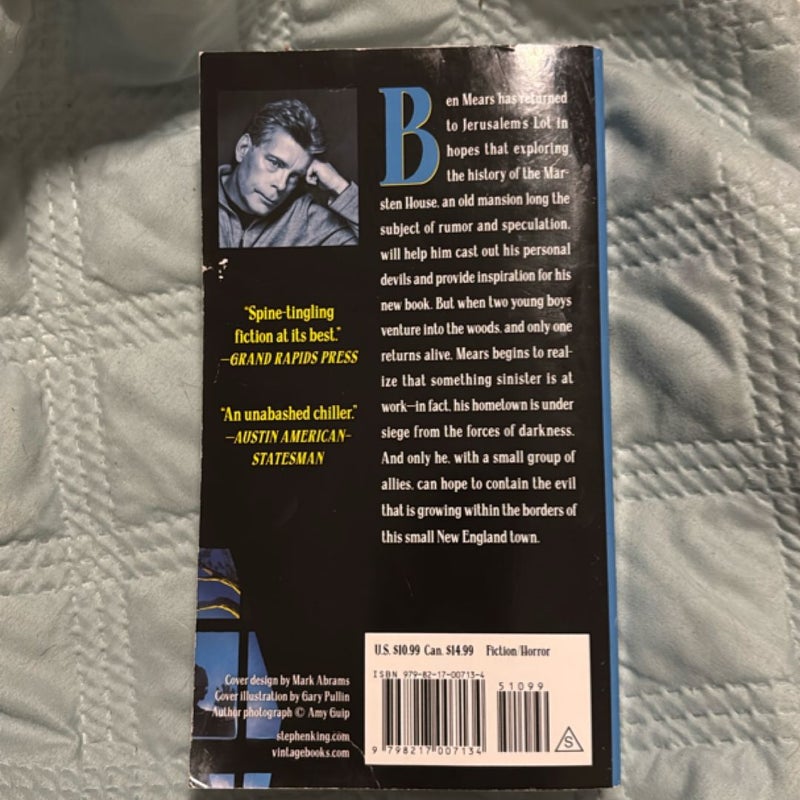 Ben Mears has returned
to Jerusalem's Lot in
hopes that exploring
the history of the Mar-
sten House, an old mansion long the
subject of rumor and speculation,
will help him cast out his personal
devils and provide inspiration for his
new book. But when two young boys
venture into the woods, and only one
returns alive, Mears begins to real-
ize that something sinister is at
work—in fact, his hometown is under
siege from the forces of darkness.
And only he, with a small group of
allies, can hope to contain the evil
that is growing within the borders of
this small New England town.
"Spine-tingling
fiction at its best."
—GRAND RAPIDS PRESS
"An unabashed chiller."
—AUSTIN AMERICAN-
STATESMAN
Cover design by Mark Abrams
Cover illustration by Gary Pullin
Author photograph © Amy Guip
stephenking.com
vintagebooks.com
U.S. $10.99 Can. $14.99 Fiction/Horror
ISBN 979-82-17-00713-4
51099
9 798217 007134
S